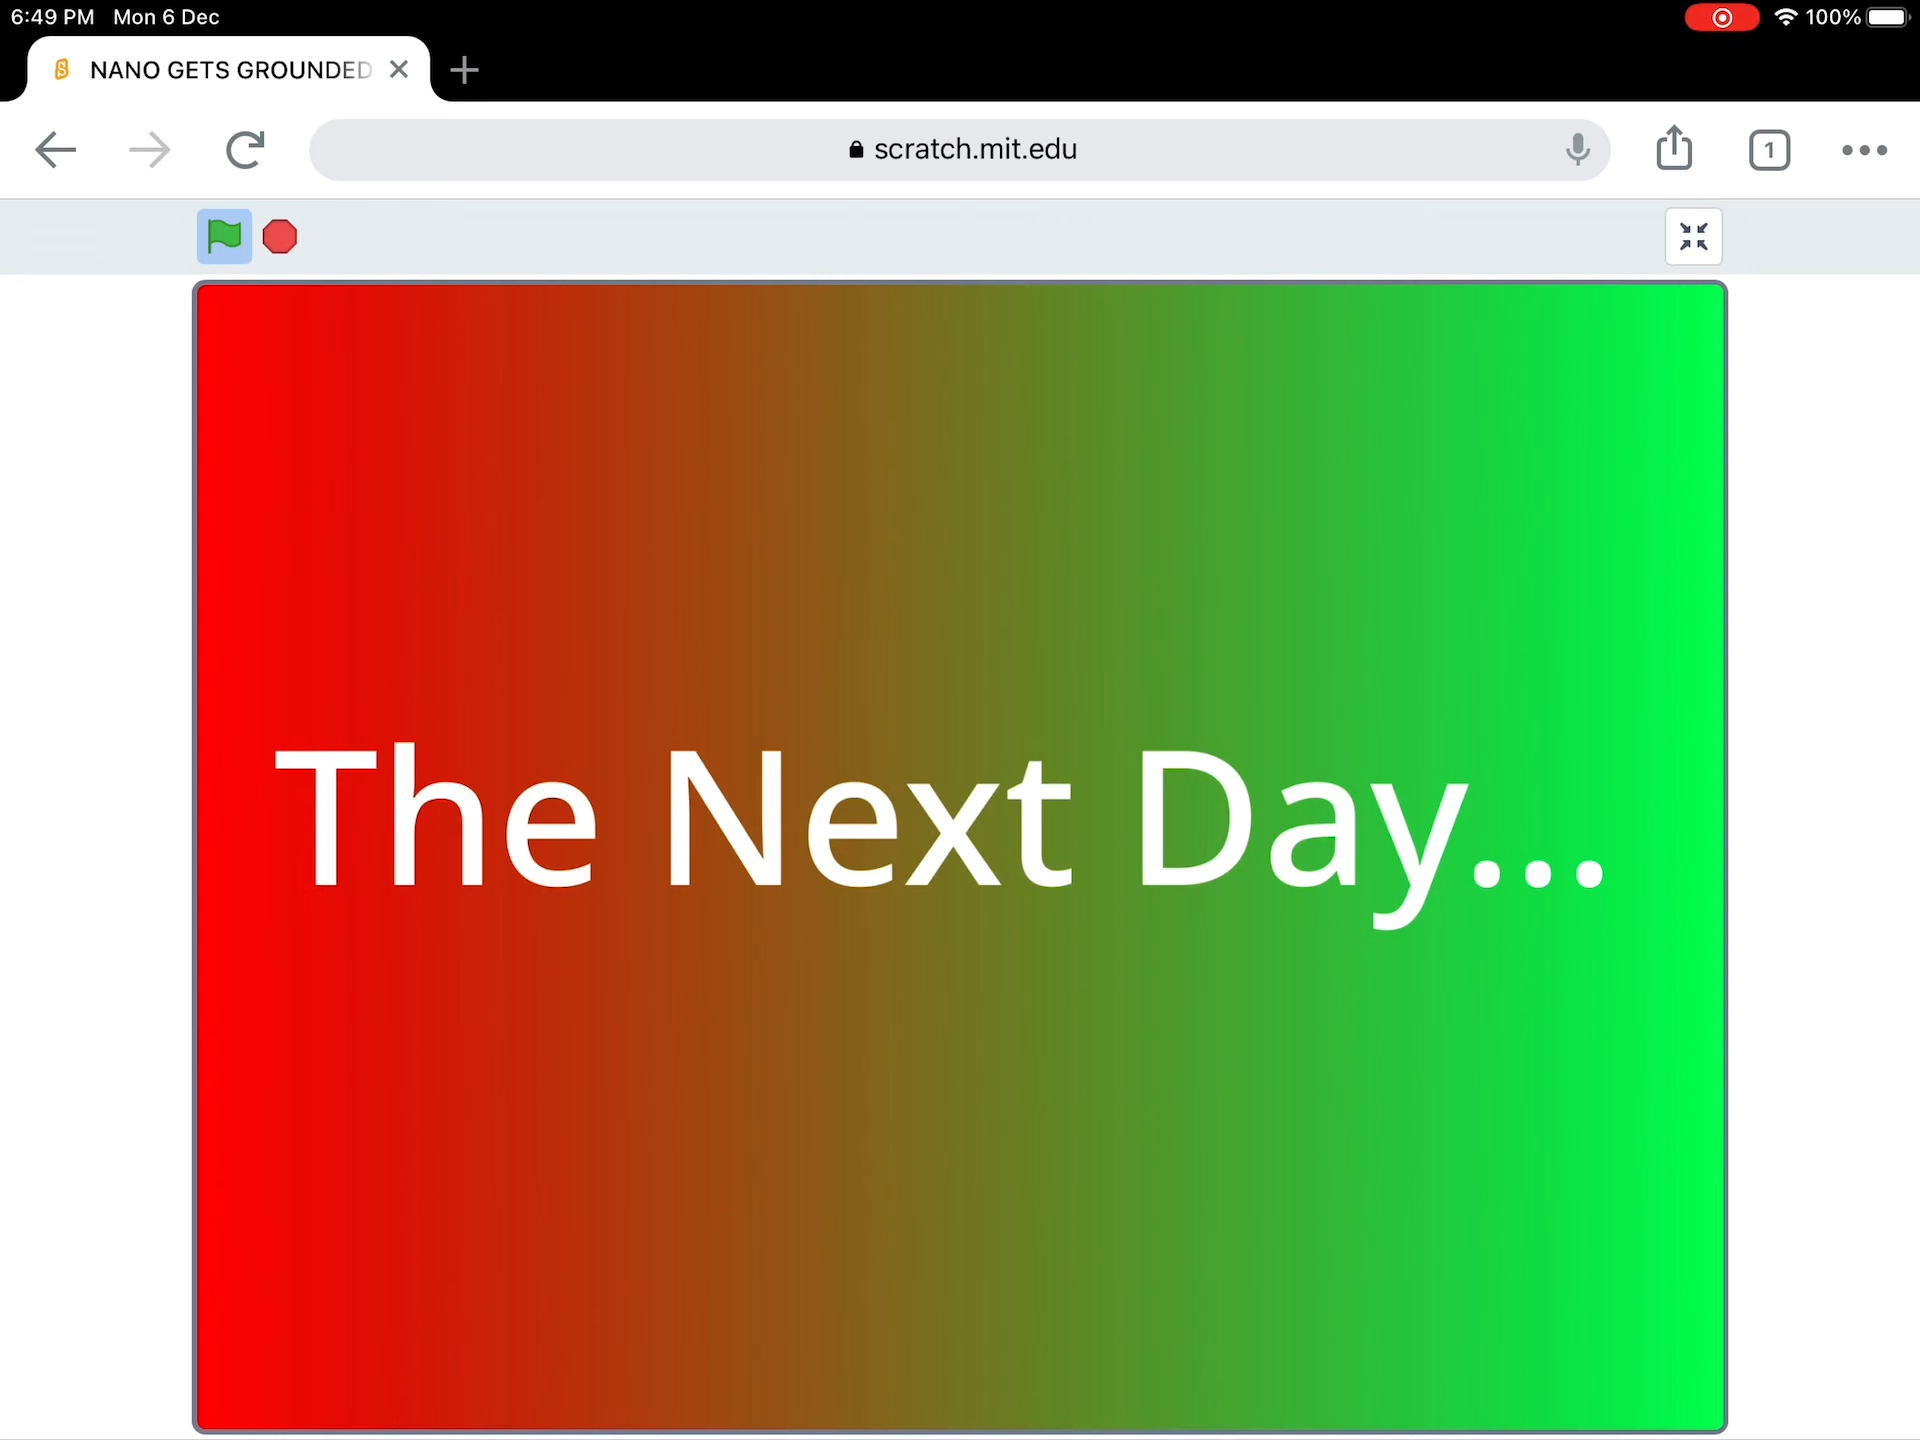 6:49 PM Mon 6 Dec
100%
NANO GETS GROUNDED
scratch.mit.edu
1
The Next Day...